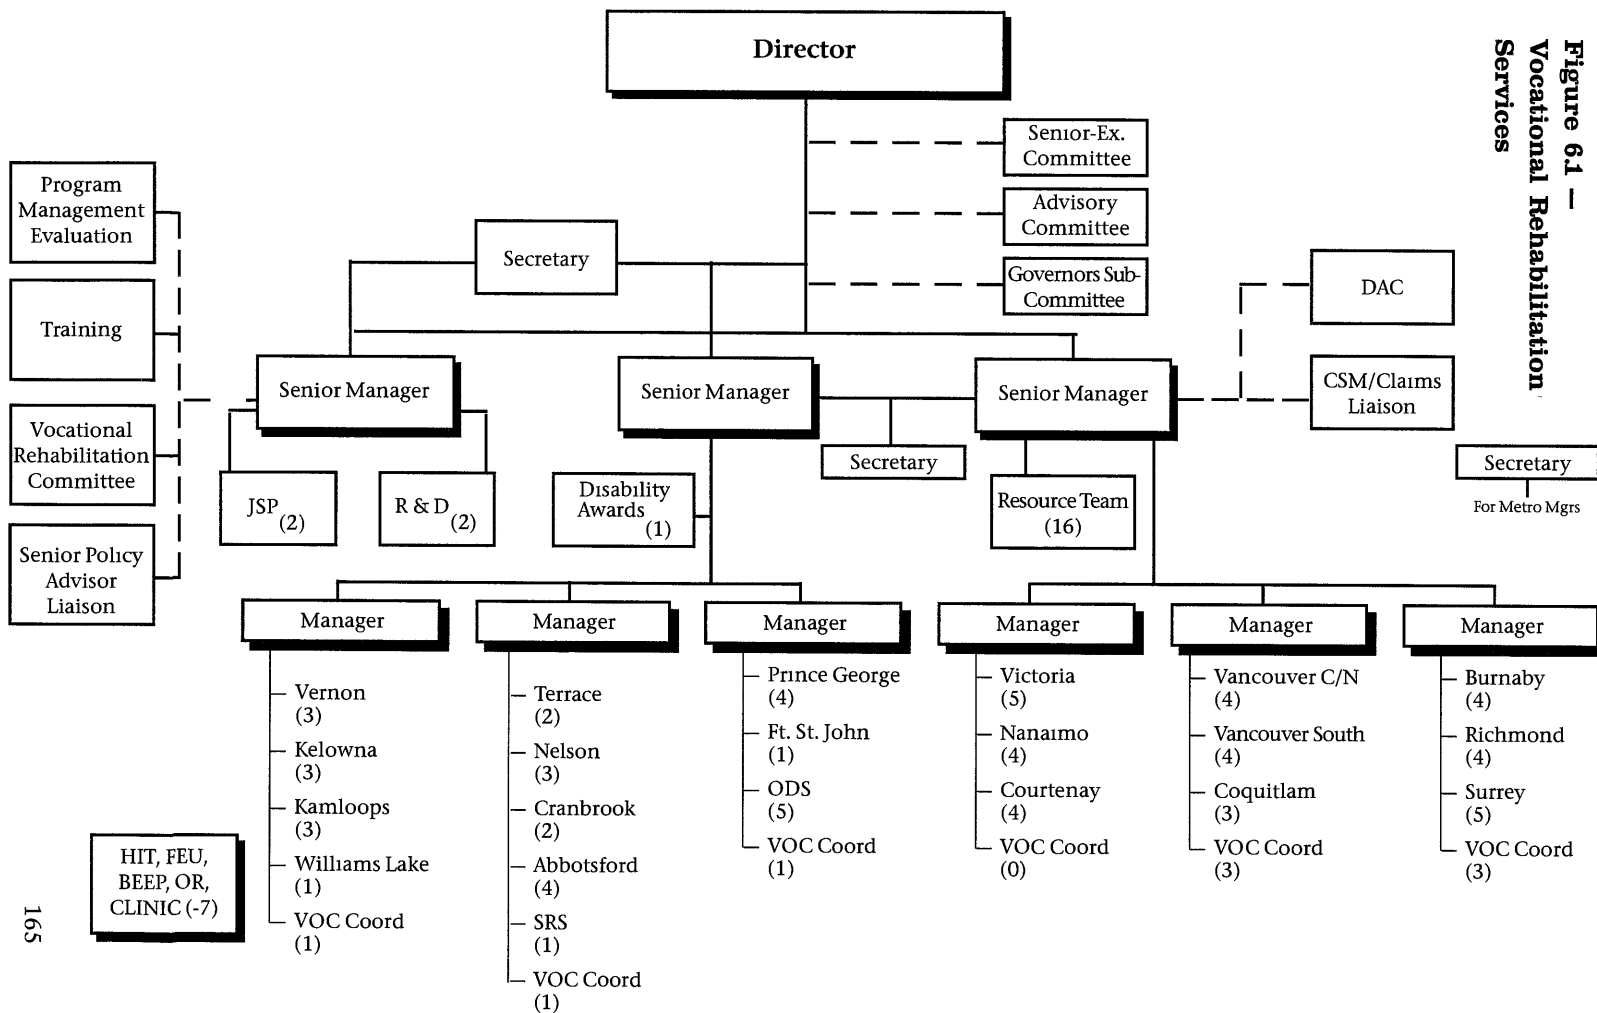 Figure 6.1 —
Vocational Rehabilitation
Services
Director
Senior-Ex.
Committee
Advisory
Committee
Governors Sub-
Committee
Secretary
Program
Management
Evaluation
Training
Vocational
Rehabilitation
Committee
Senior Policy
Advisor
Liaison
DAC
CSM/Claims
Liaison
Senior Manager
Senior Manager
Senior Manager
Secretary
Secretary
For Metro Mgrs
JSP (2)
R & D (2)
Disability
Awards
(1)
Resource Team
(16)
Manager
Vernon
(3)
Kelowna
(3)
Kamloops
(3)
Williams Lake
(1)
VOC Coord
(1)
Manager
Terrace
(2)
Nelson
(3)
Cranbrook
(2)
Abbotsford
(4)
SRS
(1)
VOC Coord
(1)
Manager
Prince George
(4)
Ft. St. John
(1)
ODS
(5)
VOC Coord
(1)
Manager
Victoria
(5)
Nanaimo
(4)
Courtenay
(4)
VOC Coord
(0)
Manager
Vancouver C/N
(4)
Vancouver South
(4)
Coquitlam
(3)
VOC Coord
(3)
Manager
Burnaby
(4)
Richmond
(4)
Surrey
(5)
VOC Coord
(3)
HIT, FEU,
BEEP, OR,
CLINIC (-7)
165